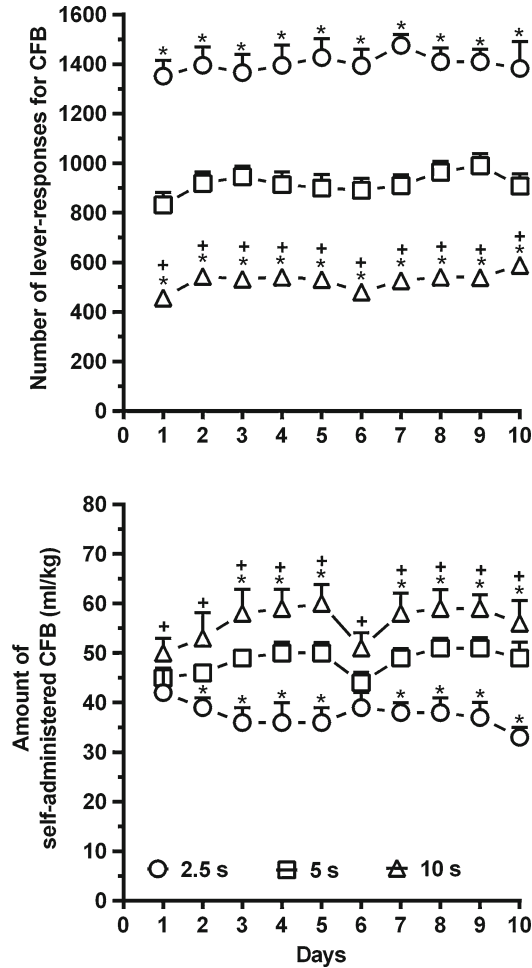 Number of lever-responses for CFB
1600
1400
1200
1000
800
600
400
200
0
* * * * * * * * * *
+ + + + + + + + + +
* * * * * * * * * *
0 1 2 3 4 5 6 7 8 9 10
Amount of
self-administered CFB (ml/kg)
80
70
60
50
40
30
20
10
0
+ + + + + + + + + +
* * * * * * *
* * * * * * * *
2.5 s 5 s 10 s
0 1 2 3 4 5 6 7 8 9 10
Days